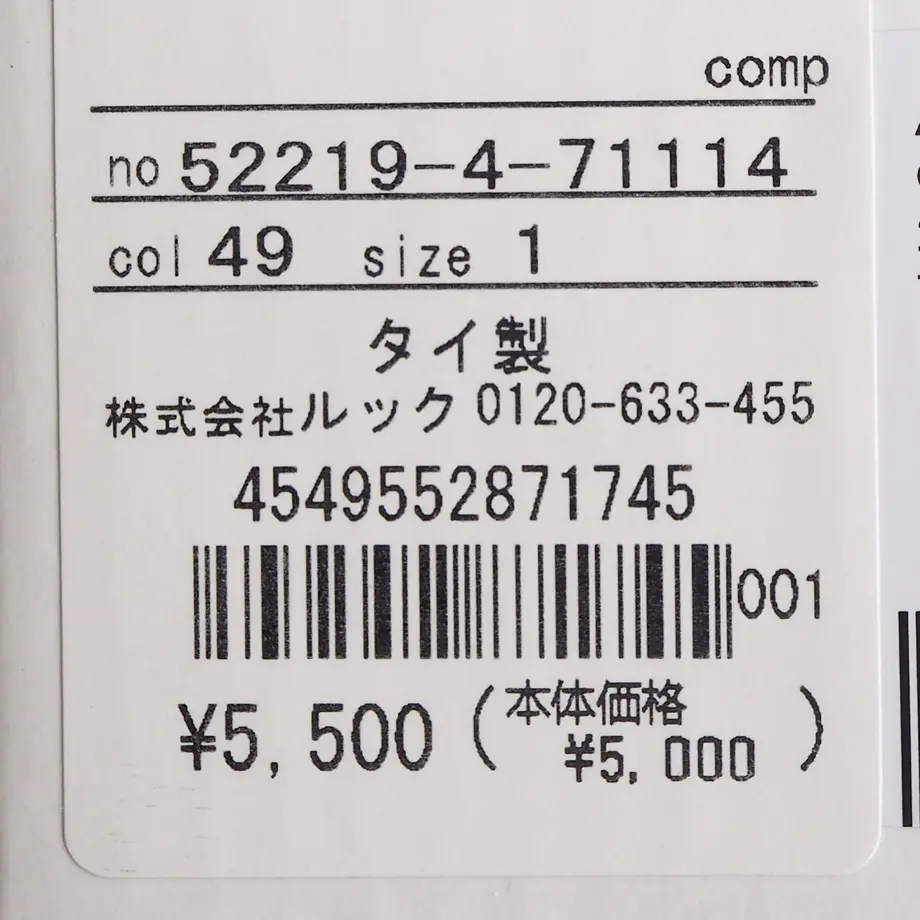 comp
no 52219-4-71114
col 49 size 1
タイ製
株式会社ルック 0120-633-455
4549552871745
001
¥5,500 (本体価格 ¥5,000)